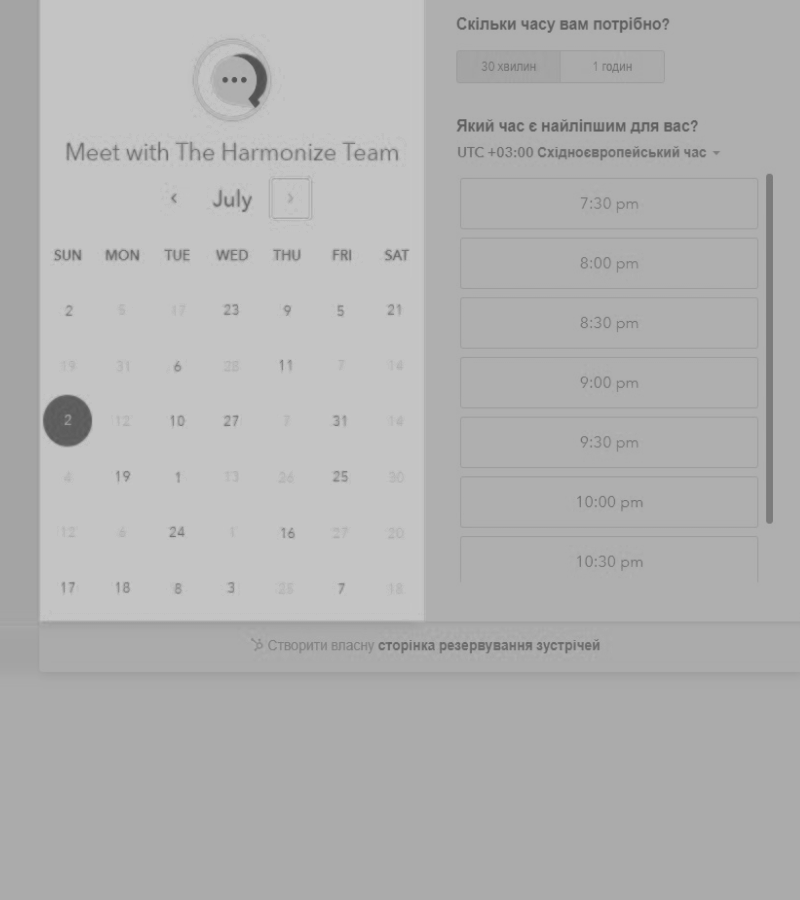 Meet with The Harmonize Team
July
SUN MON TUE WED THU FRI SAT
2 5 17 23 9 5 21
19 31 6 28 11 7 14
2 12 10 27 7 31 14
4 19 1 13 26 25 30
12 6 24 16 27 20
17 18 8 3 25 7 18
Скільки часу вам потрібно?
30 хвилин 1 годин
Який час є найліпшим для вас?
UTC +03:00 Східноєвропейський час
7:30 pm
8:00 pm
8:30 pm
9:00 pm
9:30 pm
10:00 pm
10:30 pm
Створити власну сторінка резервування зустрічей